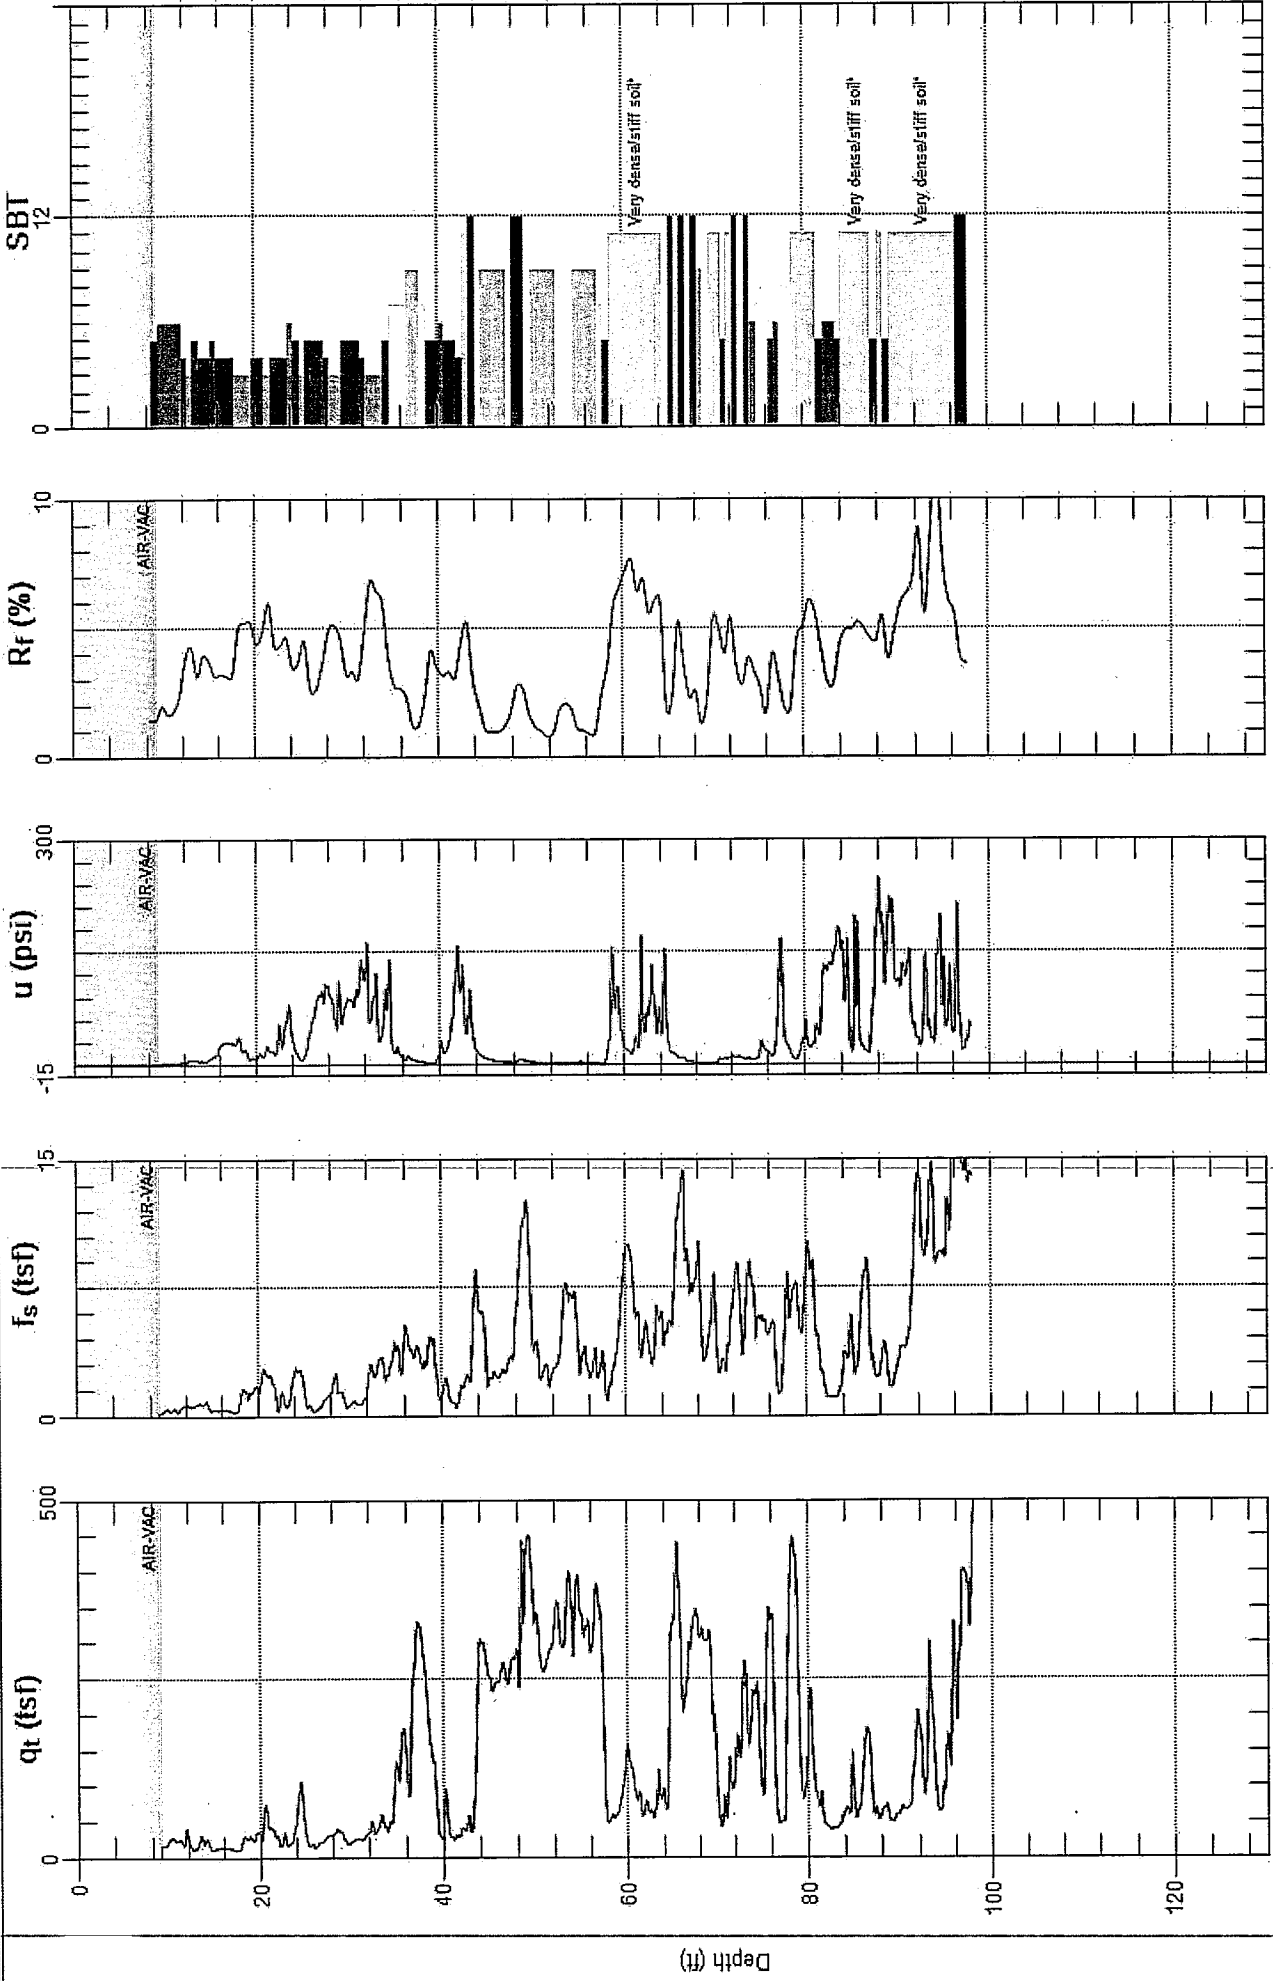 qt (tsf)
0
500
AIR-VAC
fs (tsf)
0
15
AIR-VAC
u (psi)
-15
300
AIR-VAC
Rf (%)
0
10
AIR-VAC
SBT
0
12
Very dense/stiff soil*
Very dense/stiff soil*
Very dense/stiff soil*
0
20
40
60
80
100
120
Depth (ft)